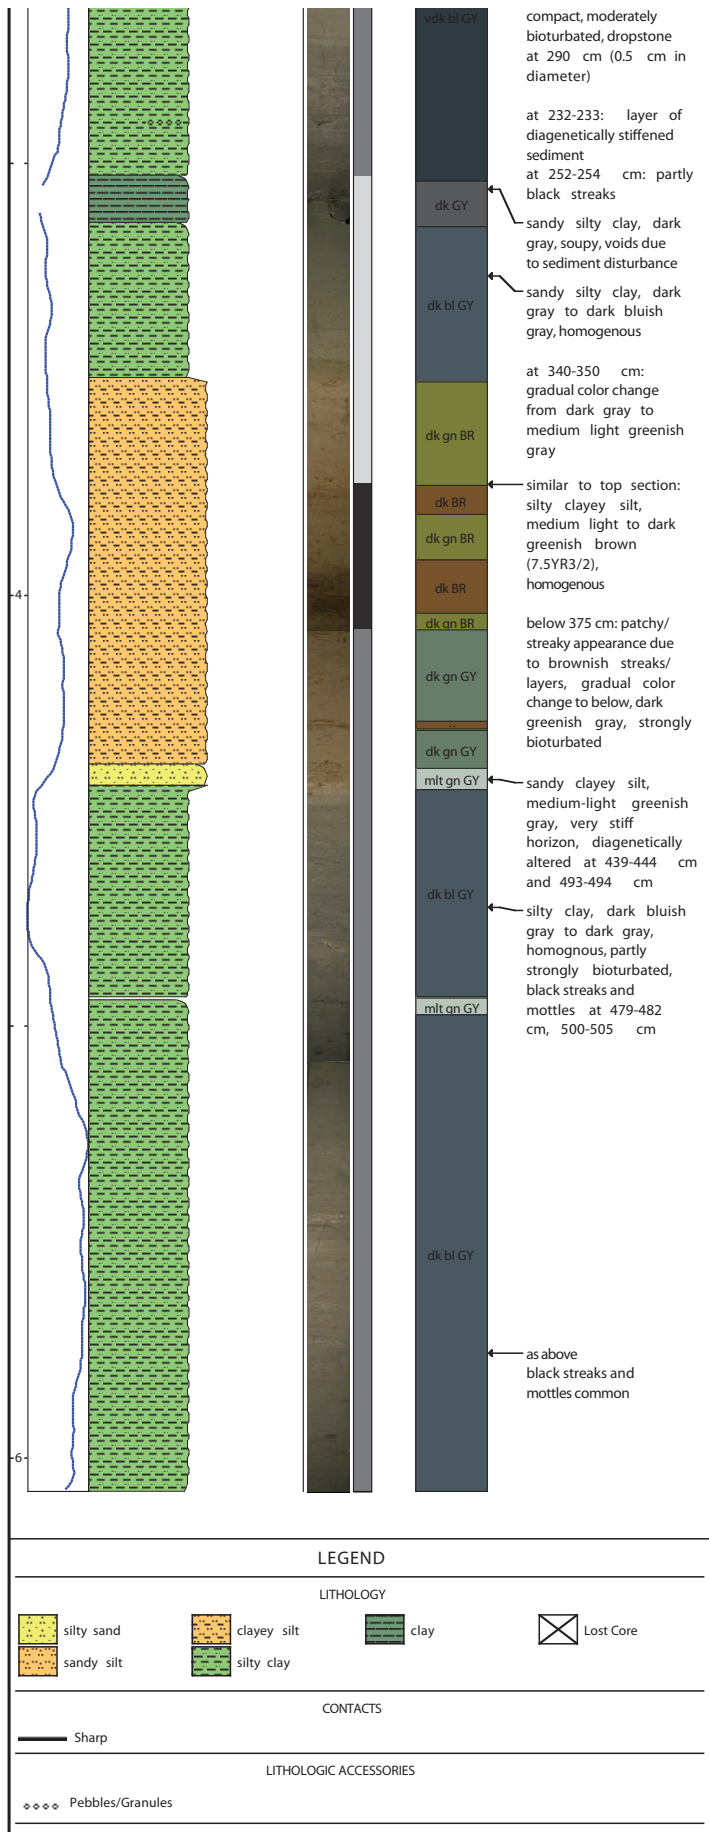 vdk bl GY
compact, moderately
bioturbated, dropstone
at 290 cm (0.5 cm in
diameter)
at 232-233: layer of
diagenetically stiffened
sediment
at 252-254 cm: partly
black streaks
dk GY
sandy silty clay, dark
gray, soupy, voids due
to sediment disturbance
dk bl GY
sandy silty clay, dark
gray to dark bluish
gray, homogenous
at 340-350 cm:
gradual color change
from dark gray to
medium light greenish
gray
dk gn BR
similar to top section:
silty clayey silt,
medium light to dark
greenish brown
(7.5YR3/2),
homogenous
dk BR
dk gn BR
4
dk BR
dk gn BR
below 375 cm: patchy/
streaky appearance due
to brownish streaks/
layers, gradual color
change to below, dark
greenish gray, strongly
bioturbated
dk gn GY
dk gn GY
mlt gn GY
sandy clayey silt,
medium-light greenish
gray, very stiff
horizon, diagenetically
altered at 439-444 cm
and 493-494 cm
dk bl GY
silty clay, dark bluish
gray to dark gray,
homognous, partly
strongly bioturbated,
black streaks and
mottles at 479-482
cm, 500-505 cm
mlt gn GY
dk bl GY
as above
black streaks and
mottles common
6
LEGEND
LITHOLOGY
silty sand
clayey silt
clay
Lost Core
sandy silt
silty clay
CONTACTS
Sharp
LITHOLOGIC ACCESSORIES
Pebbles/Granules